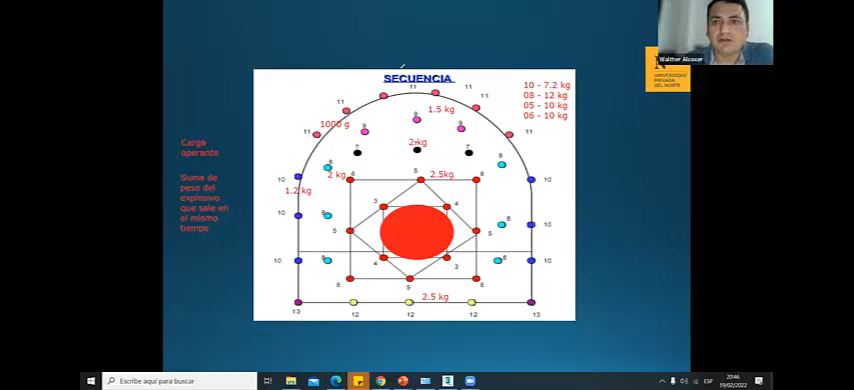 Walther Alcocer
N
UNIVERSIDAD
PRIVADA
DEL NORTE
SECUENCIA
10 - 7.2 kg
08 - 12 kg
05 - 10 kg
06 - 10 kg
Carga
operante
Suma de
peso del
explosivo
que sale en
el mismo
tiempo
11 11
11 11
11 1000 g 9 9 1.5 kg 9 11
7 2 kg 7
8 8
10 2 kg 6 5 2.5kg 6 10
1.2 kg
3 4
10 8 8 10
5 5
10 8 4 3 8 10
6 5 6
2.5 kg
13 12 12 12 13
Escribe aquí para buscar
ESP
20:46
19/02/2022